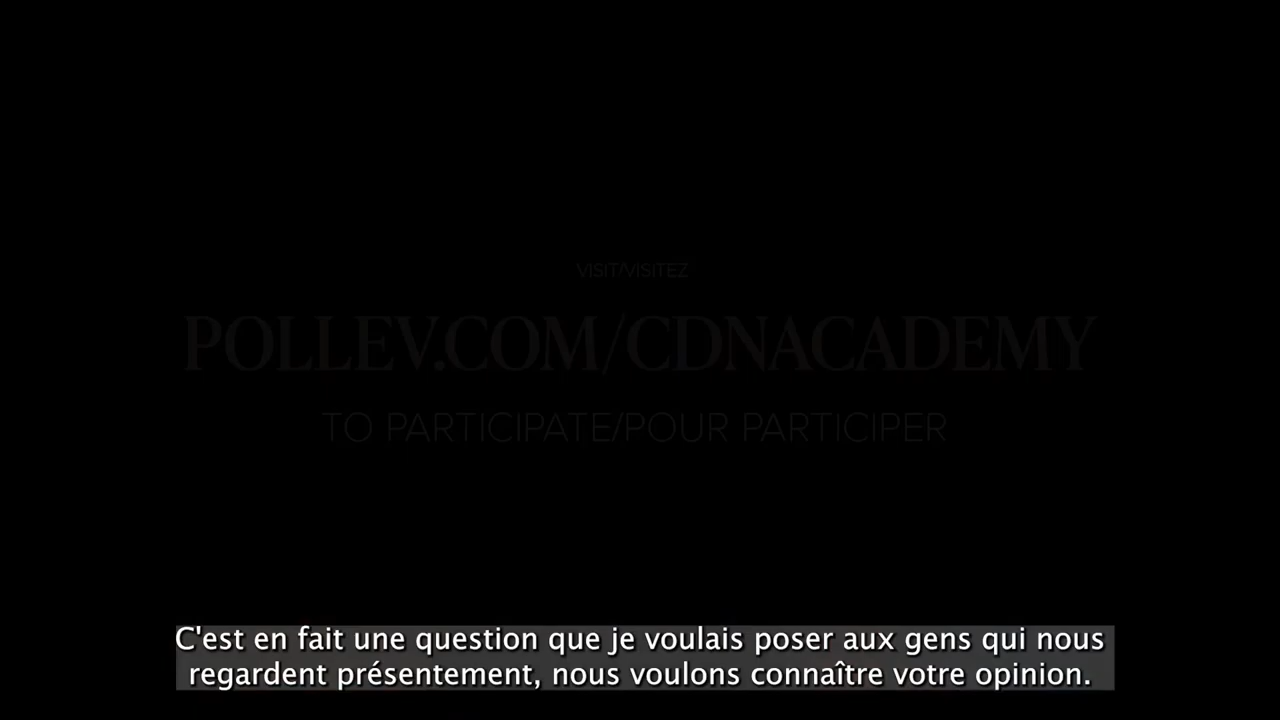 VISIT/VISITEZ
POLLEV.COM/CDNACADEMY
TO PARTICIPATE/POUR PARTICIPER
C'est en fait une question que je voulais poser aux gens qui nous
regardent présentement, nous voulons connaître votre opinion.